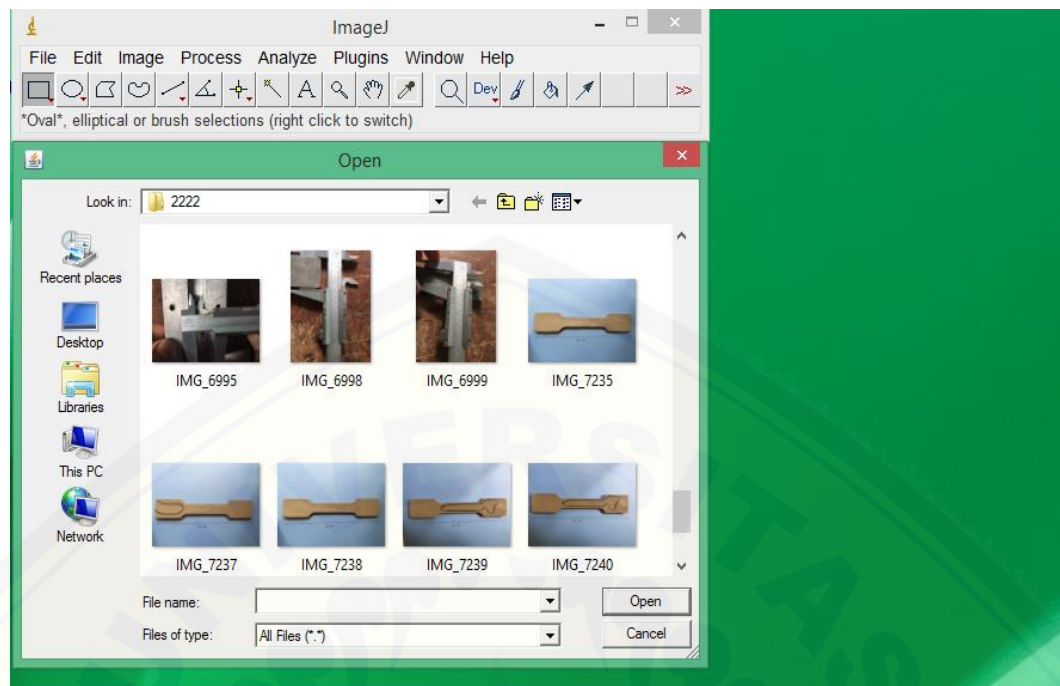 ImageJ
File Edit Image Process Analyze Plugins Window Help
A Dev >>
*Oval*, elliptical or brush selections (right click to switch)
Open
Look in: 2222
Recent places
Desktop
Libraries
This PC
Network
IMG_6995 IMG_6998 IMG_6999 IMG_7235
IMG_7237 IMG_7238 IMG_7239 IMG_7240
File name: Open
Files of type: All Files (*.*) Cancel
UNIVERSITAS